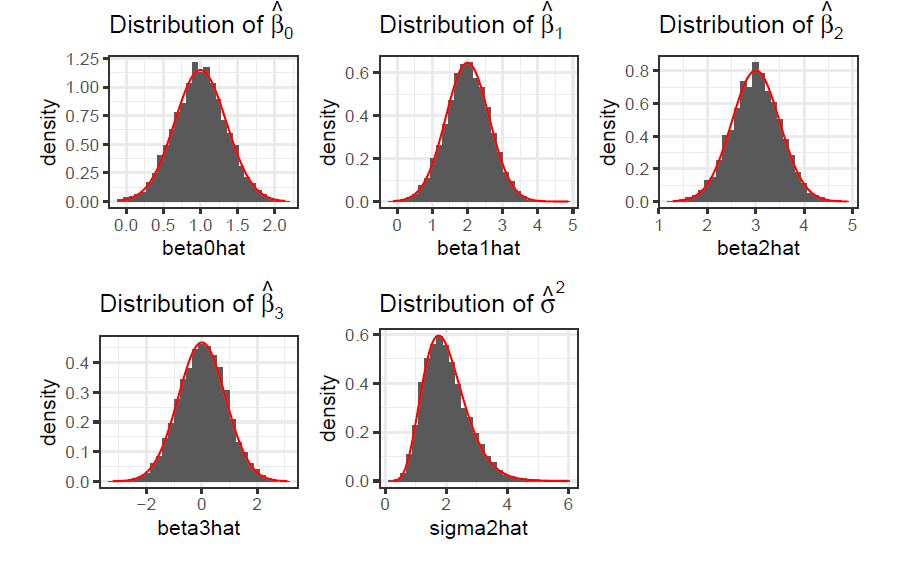 Distribution of β̂₀
1.25
1.00
0.75
0.50
0.25
0.00
density
0.0 0.5 1.0 1.5 2.0
beta0hat
Distribution of β̂₁
0.6
0.4
0.2
0.0
density
0 1 2 3 4 5
beta1hat
Distribution of β̂₂
0.8
0.6
0.4
0.2
0.0
density
1 2 3 4 5
beta2hat
Distribution of β̂₃
0.4
0.3
0.2
0.1
0.0
density
−2 0 2
beta3hat
Distribution of σ̂²
0.6
0.4
0.2
0.0
density
0 2 4 6
sigma2hat